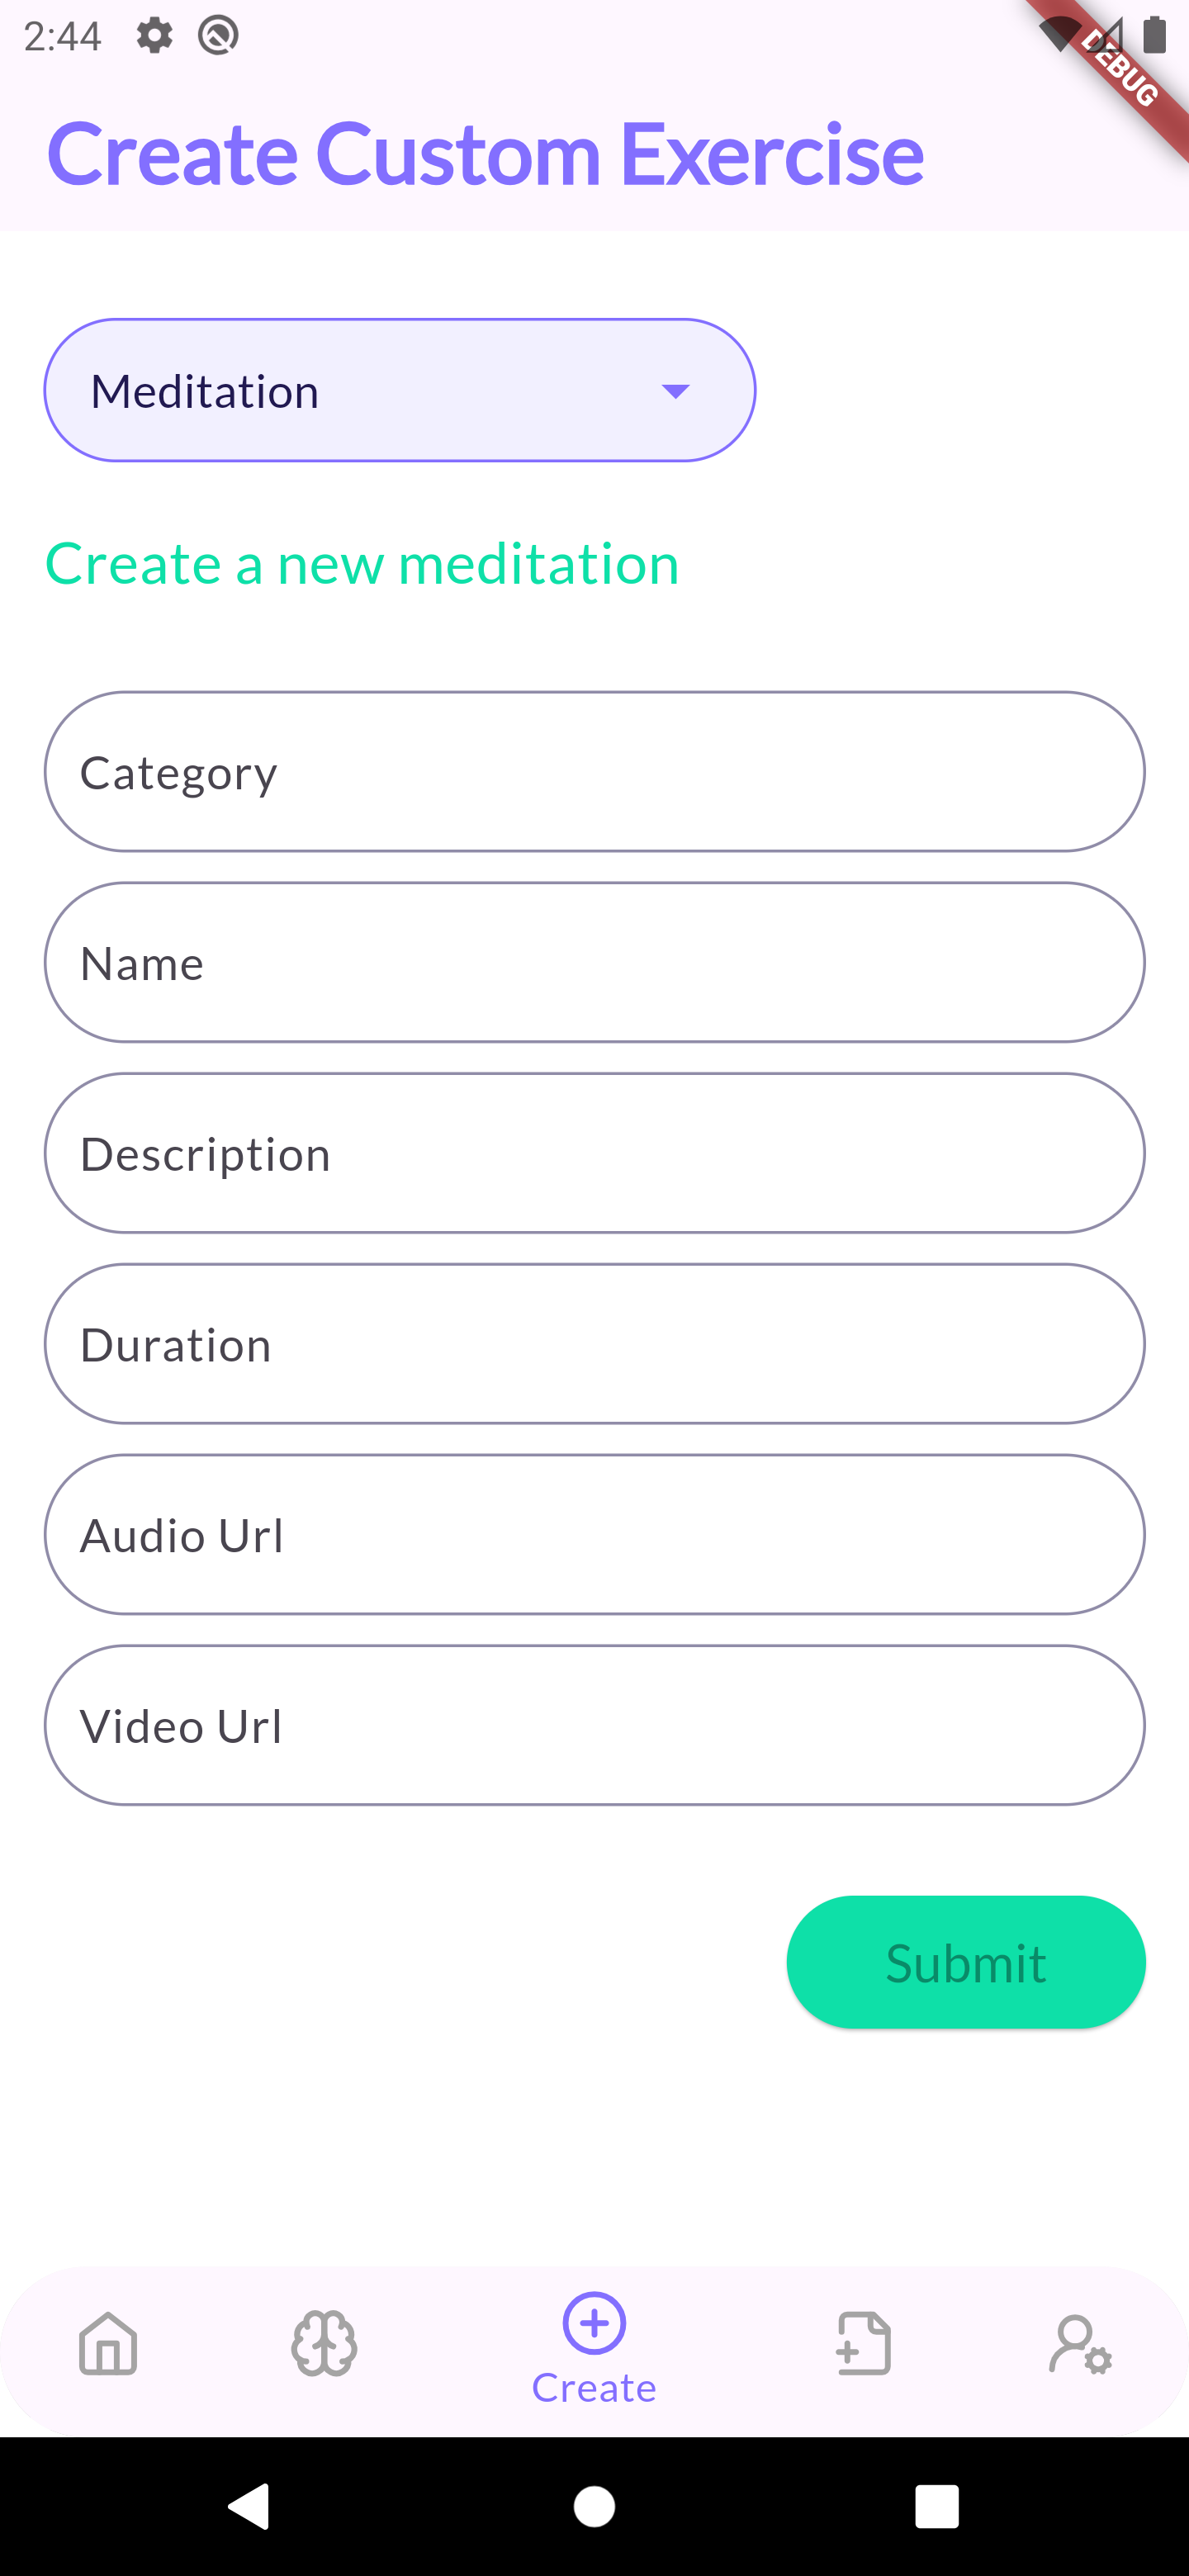 2:44
DEBUG
Create Custom Exercise
Meditation
Create a new meditation
Category
Name
Description
Duration
Audio Url
Video Url
Submit
Create